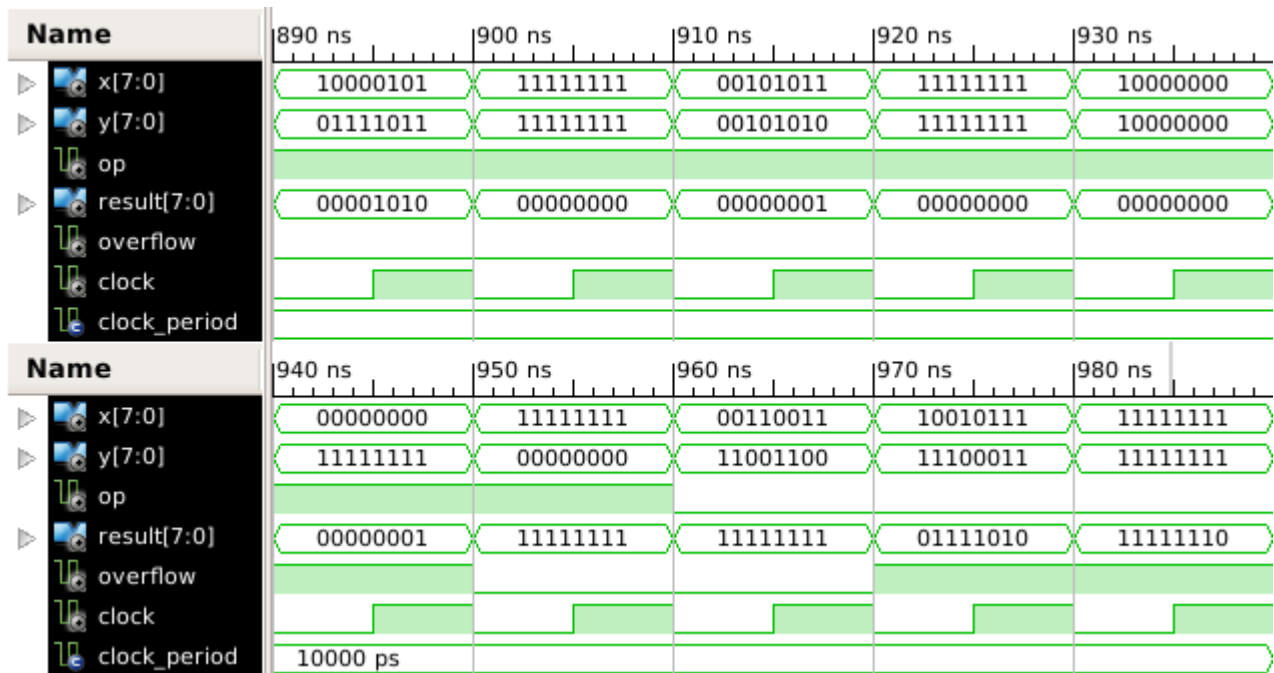 Name 890 ns 900 ns 910 ns 920 ns 930 ns
x[7:0] 10000101 11111111 00101011 11111111 10000000
y[7:0] 01111011 11111111 00101010 11111111 10000000
op
result[7:0] 00001010 00000000 00000001 00000000 00000000
overflow
clock
clock_period
Name 940 ns 950 ns 960 ns 970 ns 980 ns
x[7:0] 00000000 11111111 00110011 10010111 11111111
y[7:0] 11111111 00000000 11001100 11100011 11111111
op
result[7:0] 00000001 11111111 11111111 01111010 11111110
overflow
clock
clock_period 10000 ps